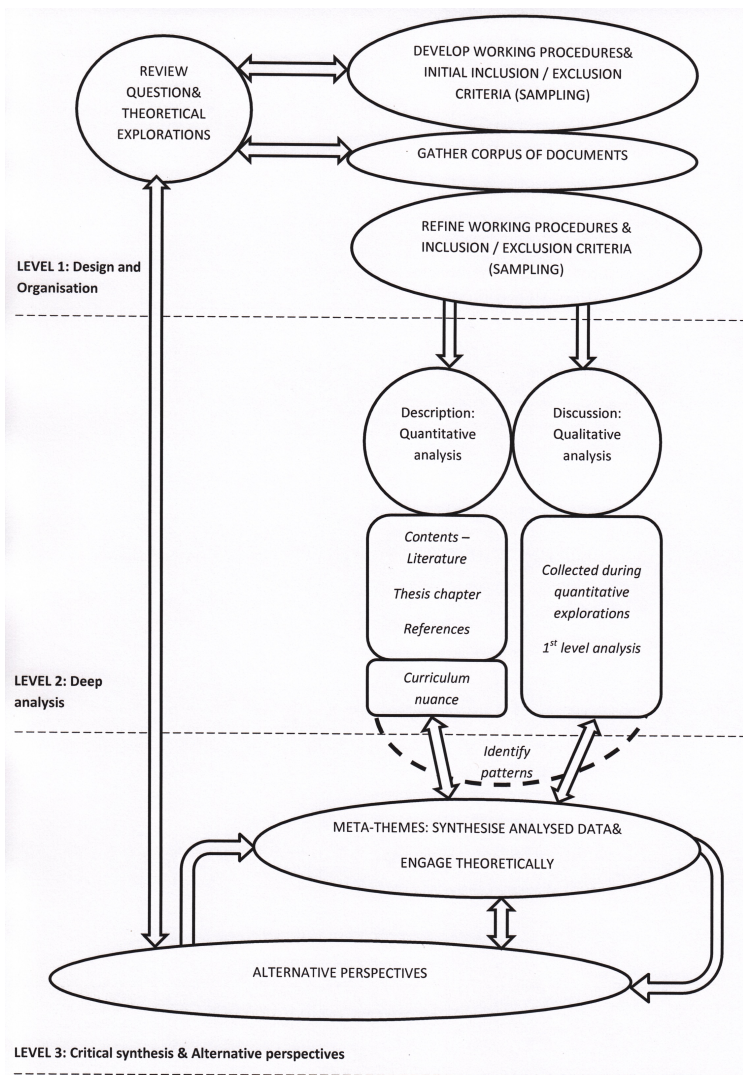 REVIEW
QUESTION&
THEORETICAL
EXPLORATIONS
DEVELOP WORKING PROCEDURES&
INITIAL INCLUSION / EXCLUSION
CRITERIA (SAMPLING)
GATHER CORPUS OF DOCUMENTS
REFINE WORKING PROCEDURES &
INCLUSION / EXCLUSION CRITERIA
(SAMPLING)
LEVEL 1: Design and
Organisation
Description:
Quantitative
analysis
Discussion:
Qualitative
analysis
Contents –
Literature
Thesis chapter
References
Curriculum
nuance
Collected during
quantitative
explorations
1st level analysis
LEVEL 2: Deep
analysis
Identify
patterns
META-THEMES: SYNTHESISE ANALYSED DATA&
ENGAGE THEORETICALLY
ALTERNATIVE PERSPECTIVES
LEVEL 3: Critical synthesis & Alternative perspectives